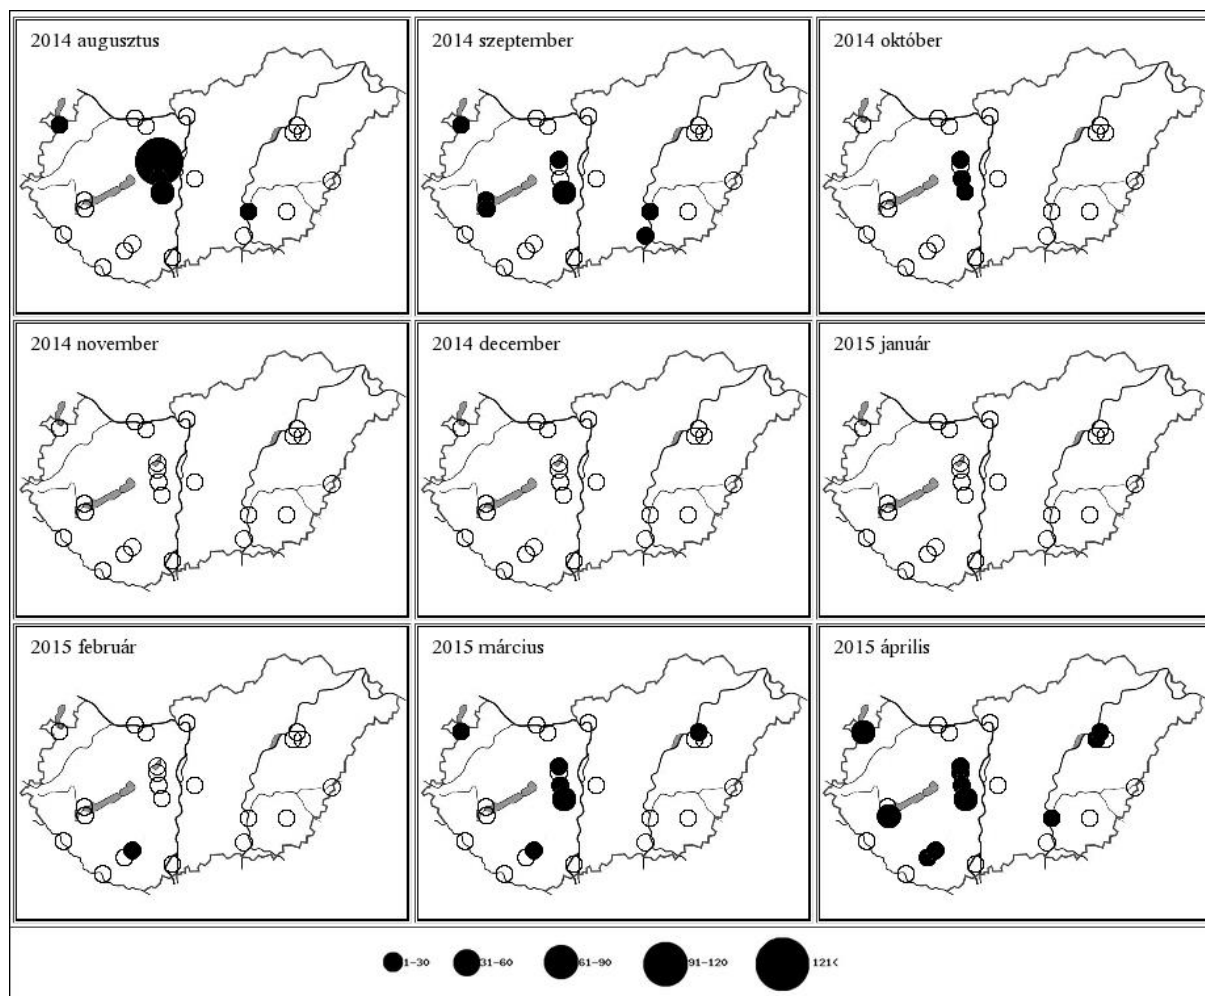 2014 augusztus
2014 szeptember
2014 október
2014 november
2014 december
2015 január
2015 február
2015 március
2015 április
1-30 31-60 61-90 91-120 121<